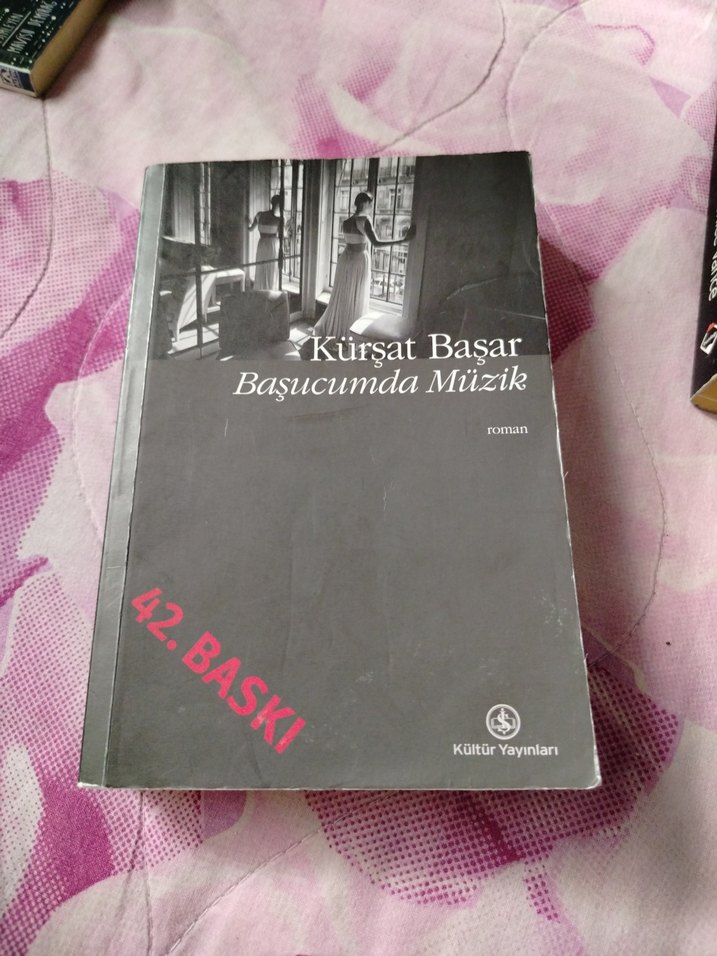 Kürşat Başar
Başucumda Müzik
roman
42. BASKI
Kültür Yayınları